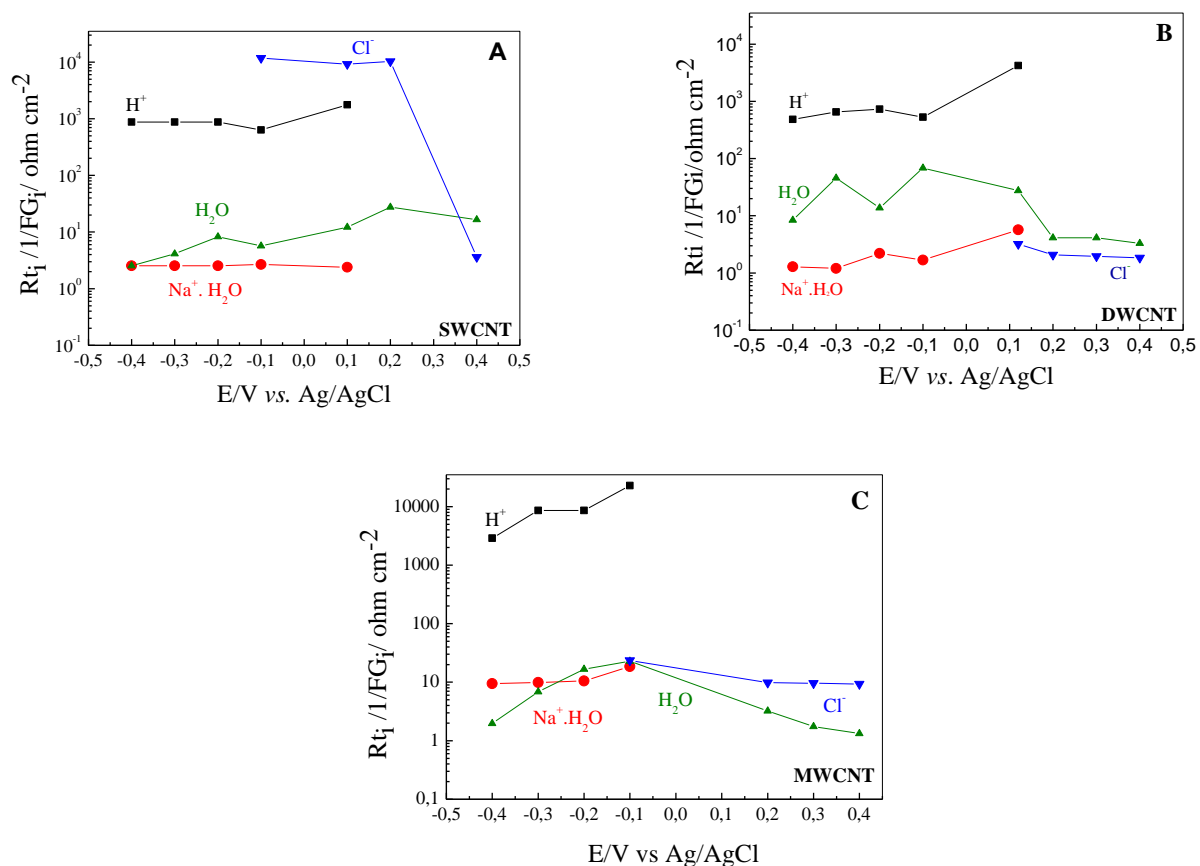 A
Cl⁻
H⁺
H₂O
Na⁺. H₂O
SWCNT
Rtᵢ /1/FGᵢ/ ohm cm⁻²
10⁴
10³
10²
10¹
10⁰
10⁻¹
-0,5 -0,4 -0,3 -0,2 -0,1 0,0 0,1 0,2 0,3 0,4 0,5
E/V vs. Ag/AgCl
B
H⁺
H₂O
Na⁺.H₂O
Cl⁻
DWCNT
Rti /1/FGi/ohm cm⁻²
10⁴
10³
10²
10¹
10⁰
10⁻¹
-0,5 -0,4 -0,3 -0,2 -0,1 0,0 0,1 0,2 0,3 0,4 0,5
E/V vs. Ag/AgCl
C
H⁺
Na⁺.H₂O
H₂O
Cl⁻
MWCNT
Rtᵢ /1/FGᵢ/ ohm cm⁻²
10000
1000
100
10
1
0,1
-0,5 -0,4 -0,3 -0,2 -0,1 0,0 0,1 0,2 0,3 0,4
E/V vs Ag/AgCl